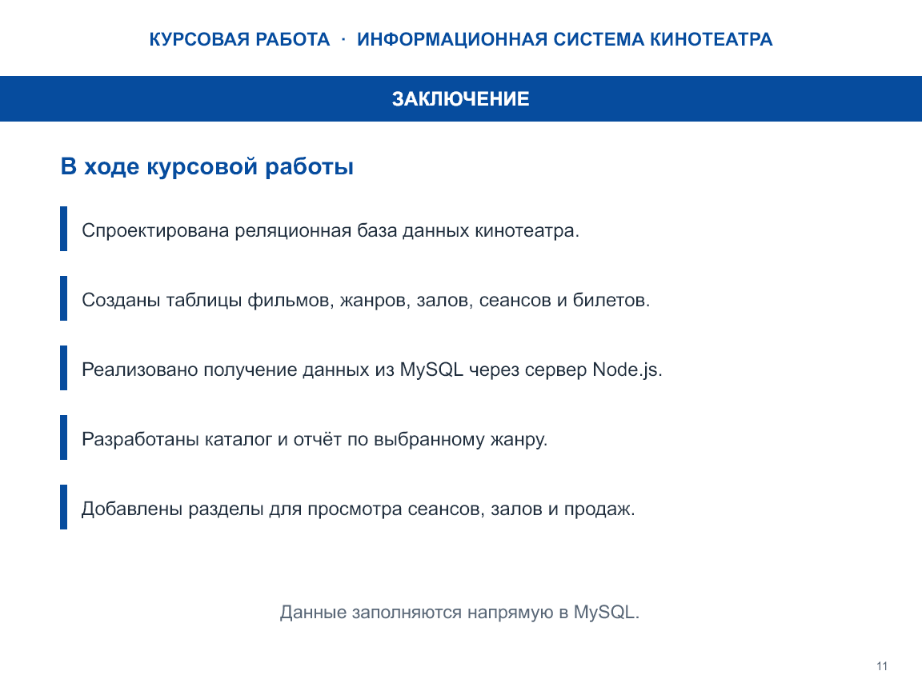 КУРСОВАЯ РАБОТА · ИНФОРМАЦИОННАЯ СИСТЕМА КИНОТЕАТРА
ЗАКЛЮЧЕНИЕ
В ходе курсовой работы
Спроектирована реляционная база данных кинотеатра.
Созданы таблицы фильмов, жанров, залов, сеансов и билетов.
Реализовано получение данных из MySQL через сервер Node.js.
Разработаны каталог и отчёт по выбранному жанру.
Добавлены разделы для просмотра сеансов, залов и продаж.
Данные заполняются напрямую в MySQL.
11